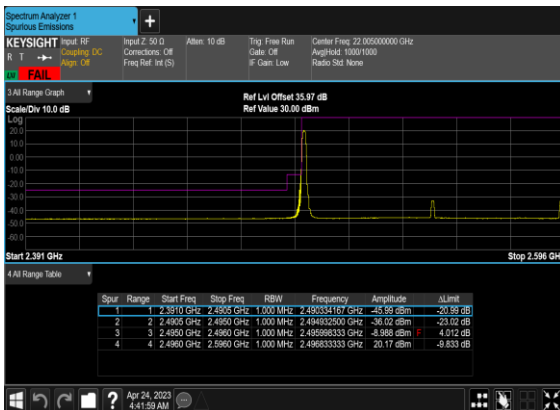 Spectrum Analyzer 1
Spurious Emissions
+
KEYSIGHT Input: RF Input Z: 50 Ω Atten: 10 dB Trig: Free Run Center Freq: 22.005000000 GHz
R T Coupling: DC Corrections: Off Gate: Off Avg|Hold: 1000/1000
Align: Off Freq Ref: Int (S) IF Gain: Low Radio Std: None
LV FAIL
3 All Range Graph Ref Lvl Offset 35.97 dB
Scale/Div 10.0 dB Ref Value 30.00 dBm
Log
20.0
10.0
0.00
-10.0
-20.0
-30.0
-40.0
-50.0
-60.0
Start 2.391 GHz Stop 2.596 GH
4 All Range Table
Spur Range Start Freq Stop Freq RBW Frequency Amplitude ΔLimit
1 1 2.3910 GHz 2.4905 GHz 1.000 MHz 2.490334167 GHz -45.99 dBm -20.99 dB
2 2 2.4905 GHz 2.4950 GHz 1.000 MHz 2.494932500 GHz -36.02 dBm -23.02 dB
3 3 2.4950 GHz 2.4960 GHz 1.000 MHz 2.495998333 GHz -8.988 dBm F 4.012 dB
4 4 2.4960 GHz 2.5960 GHz 1.000 MHz 2.496833333 GHz 20.17 dBm -9.833 dB
? Apr 24, 2023
4:41:59 AM